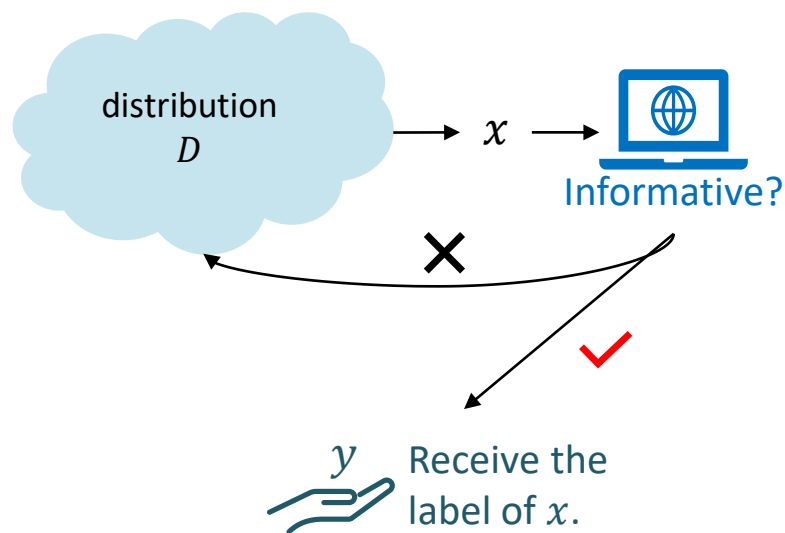 distribution
D
x
Informative?
y
Receive the
label of x.